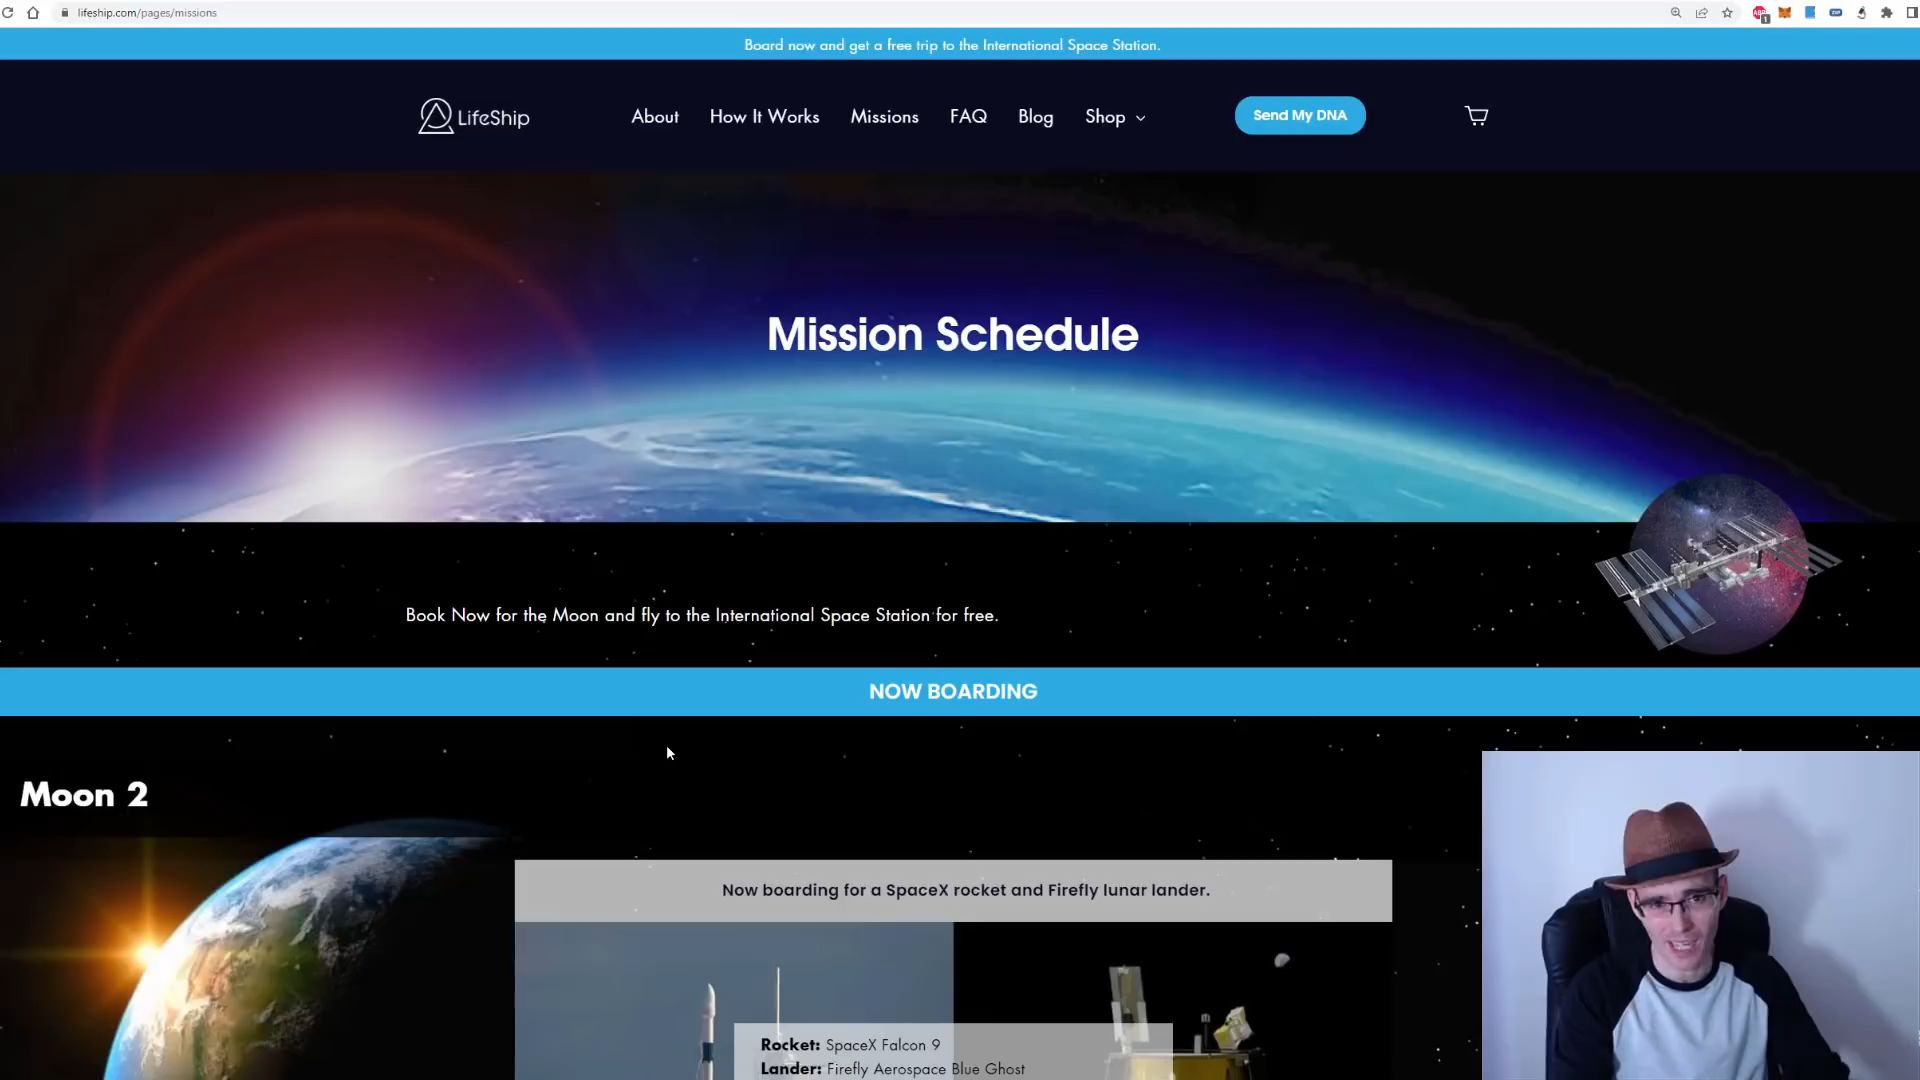 lifeship.com/pages/missions
Board now and get a free trip to the International Space Station.
LifeShip
About
How It Works
Missions
FAQ
Blog
Shop
Send My DNA
Mission Schedule
Book Now for the Moon and fly to the International Space Station for free.
NOW BOARDING
Moon 2
Now boarding for a SpaceX rocket and Firefly lunar lander.
Rocket: SpaceX Falcon 9
Lander: Firefly Aerospace Blue Ghost